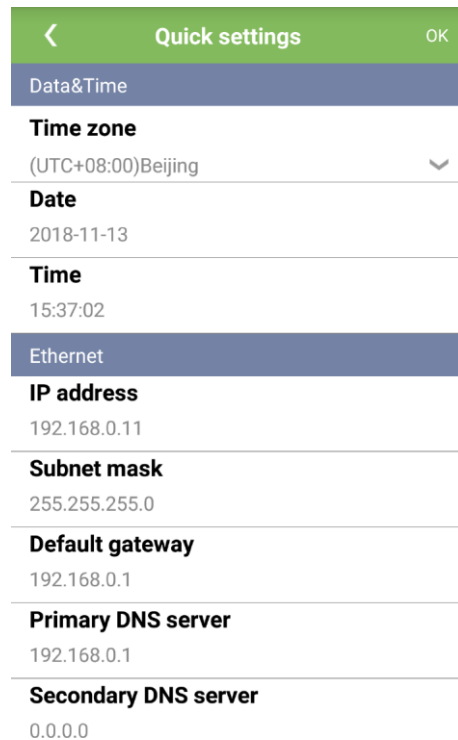 Quick settings OK
Data&Time
Time zone
(UTC+08:00)Beijing
Date
2018-11-13
Time
15:37:02
Ethernet
IP address
192.168.0.11
Subnet mask
255.255.255.0
Default gateway
192.168.0.1
Primary DNS server
192.168.0.1
Secondary DNS server
0.0.0.0